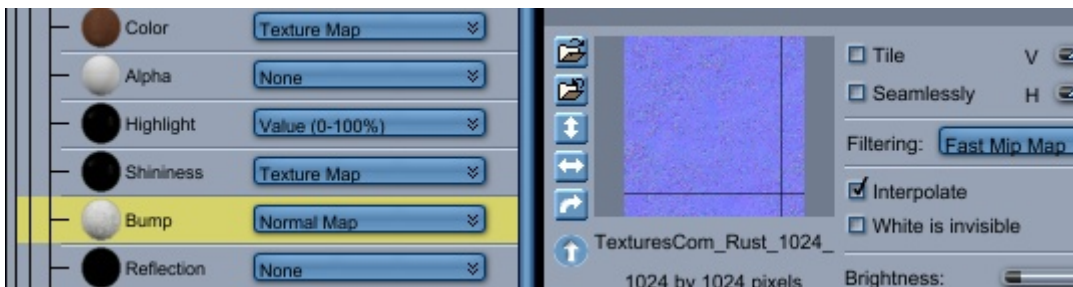 Color Texture Map
Alpha None
Highlight Value (0-100%)
Shininess Texture Map
Bump Normal Map
Reflection None
Tile V
Seamlessly H
Filtering: Fast Mip Map
Interpolate
White is invisible
TexturesCom_Rust_1024_
1024 by 1024 pixels
Brightness: